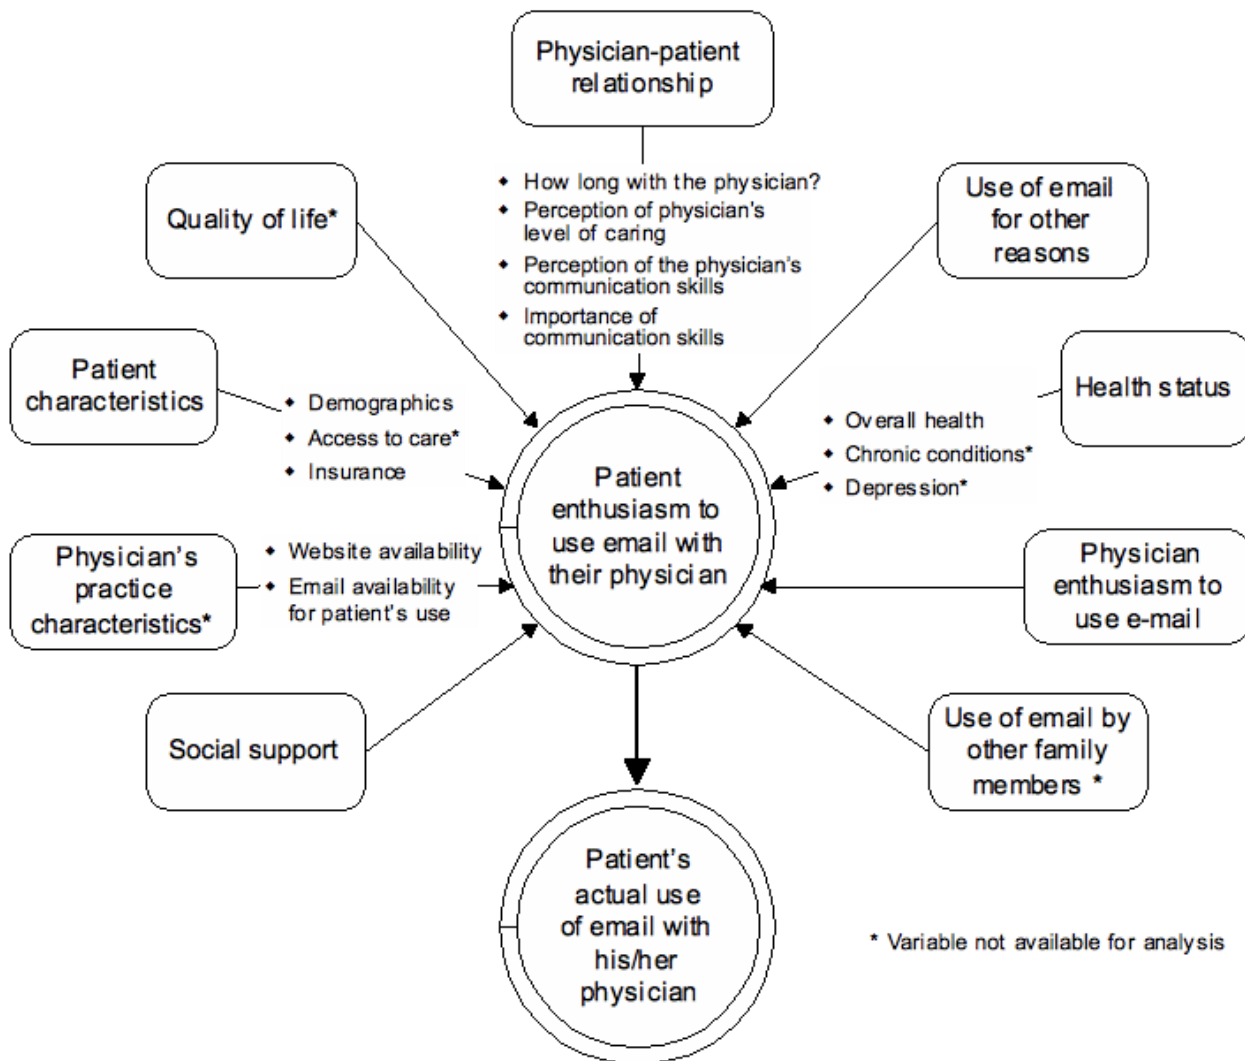 Physician-patient
relationship
◆ How long with the physician?
◆ Perception of physician's
level of caring
◆ Perception of the physician's
communication skills
◆ Importance of
communication skills
Quality of life*
Use of email
for other
reasons
Patient
characteristics
◆ Demographics
◆ Access to care*
◆ Insurance
Health status
◆ Overall health
◆ Chronic conditions*
◆ Depression*
Patient
enthusiasm to
use email with
their physician
Physician's
practice
characteristics*
◆ Website availability
◆ Email availability
for patient's use
Physician
enthusiasm to
use e-mail
Social support
Use of email by
other family
members *
Patient's
actual use
of email with
his/her
physician
* Variable not available for analysis